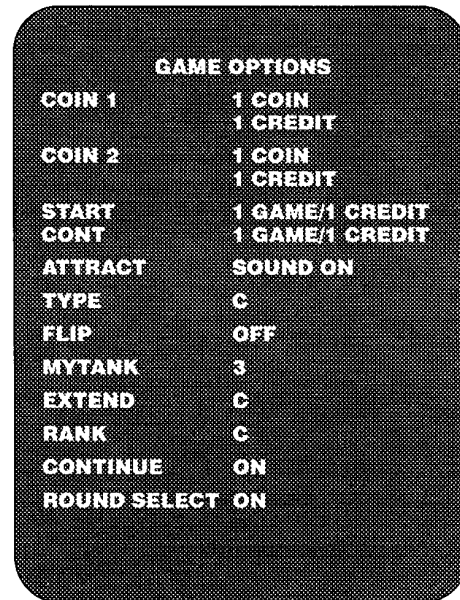 GAME OPTIONS
COIN 1 1 COIN
1 CREDIT
COIN 2 1 COIN
1 CREDIT
START 1 GAME/1 CREDIT
CONT 1 GAME/1 CREDIT
ATTRACT SOUND ON
TYPE C
FLIP OFF
MYTANK 3
EXTEND C
RANK C
CONTINUE ON
ROUND SELECT ON